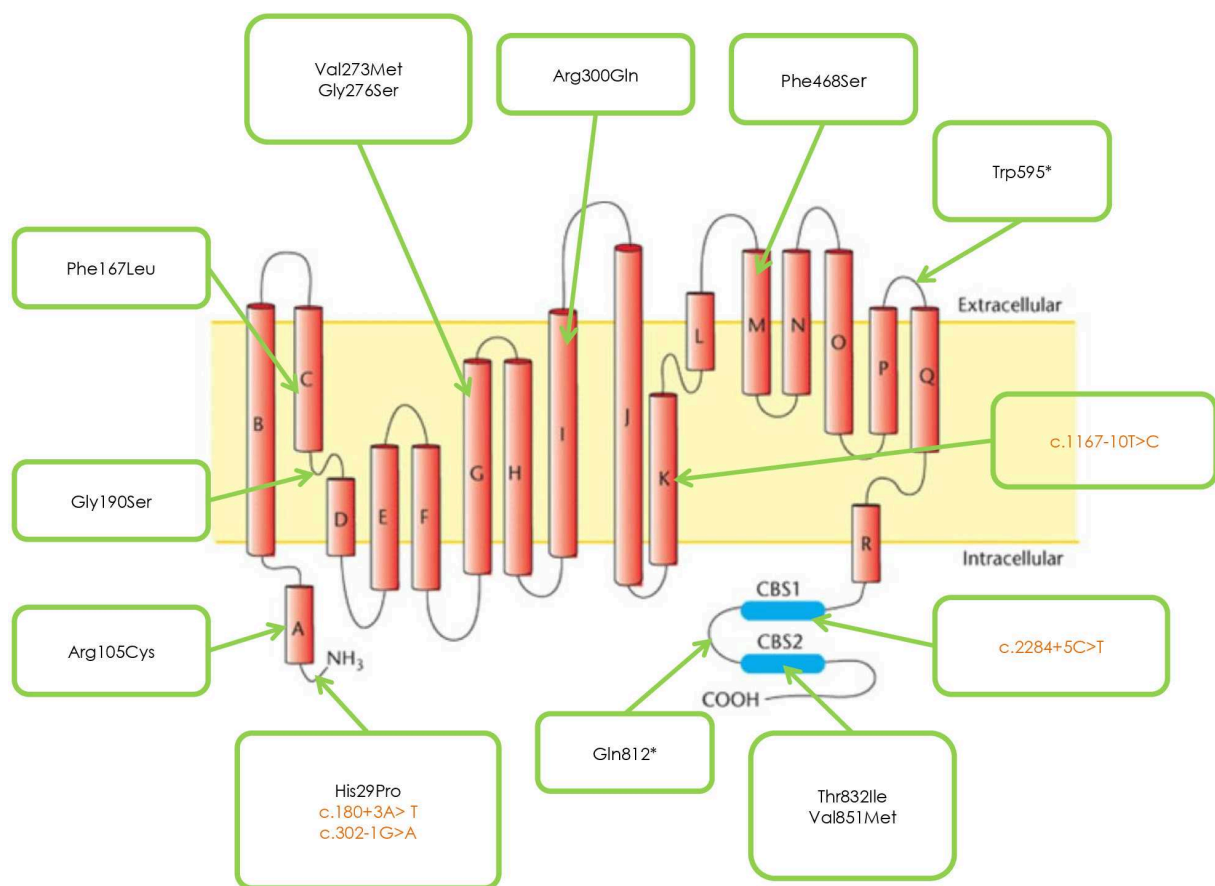 Val273Met
Gly276Ser
Arg300Gln
Phe468Ser
Trp595*
Phe167Leu
Extracellular
B
C
D
E
F
G
H
I
J
K
L
M
N
O
P
Q
R
c.1167-10T>C
Gly190Ser
Intracellular
Arg105Cys
A
NH3
CBS1
CBS2
COOH
c.2284+5C>T
His29Pro
c.180+3A> T
c.302-1G>A
Gln812*
Thr832Ile
Val851Met